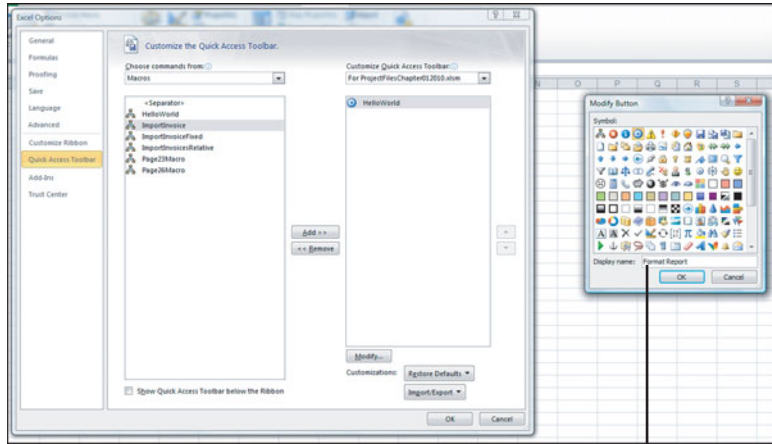 Excel Options
General
Formulas
Proofing
Save
Language
Advanced
Customize Ribbon
Quick Access Toolbar
Add-Ins
Trust Center
Customize the Quick Access Toolbar.
Choose commands from:
Macros
<Separator>
HelloWorld
ImportInvoice
ImportInvoiceFixed
ImportInvoicesRelative
Page23Macro
Page26Macro
Add >>
<< Remove
Show Quick Access Toolbar below the Ribbon
Customize Quick Access Toolbar:
For ProjectFilesChapter012010.xlsm
HelloWorld
Modify...
Customizations:
Restore Defaults
Import/Export
OK
Cancel
N O P Q R S
Modify Button
Symbol:
Display name:
Format Report
OK
Cancel